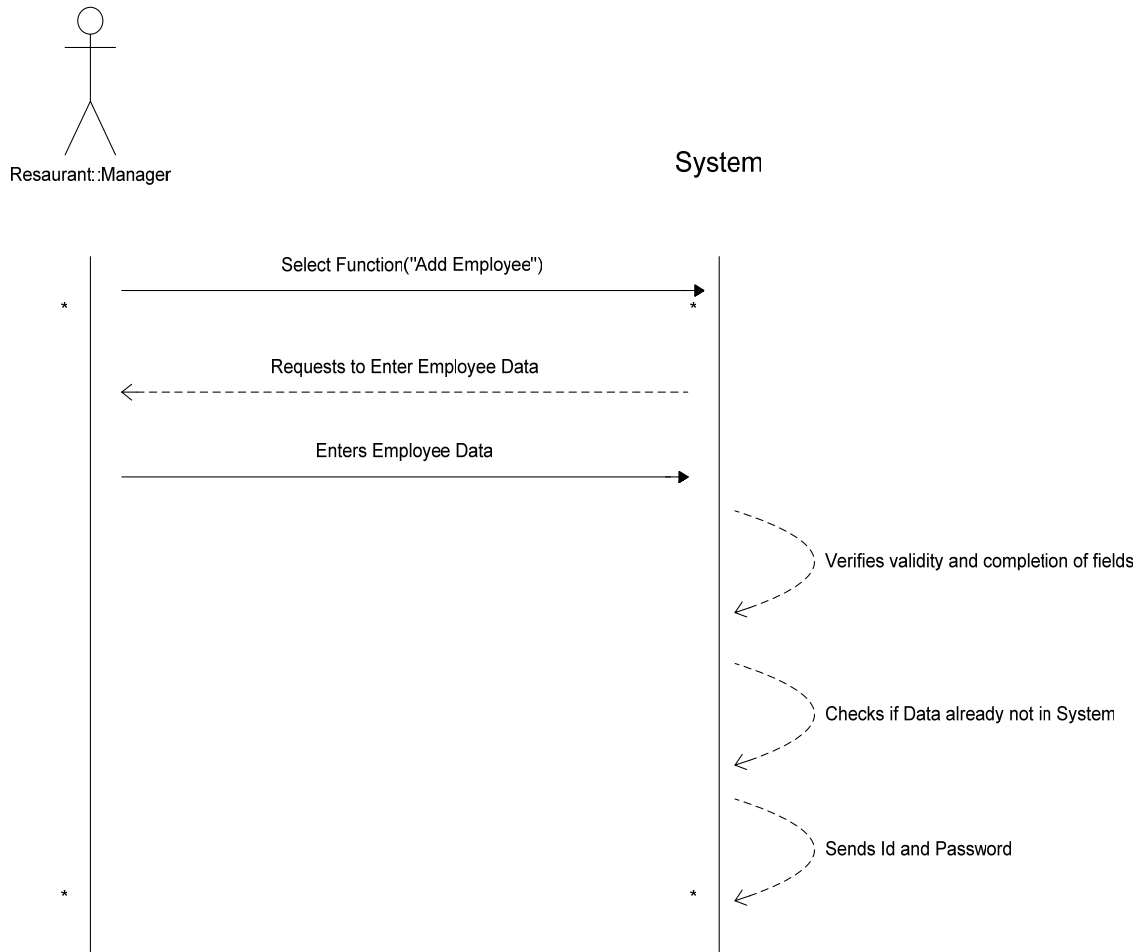 Resaurant::Manager
System
Select Function("Add Employee")
*
*
Requests to Enter Employee Data
Enters Employee Data
Verifies validity and completion of fields
Checks if Data already not in System
Sends Id and Password
*
*